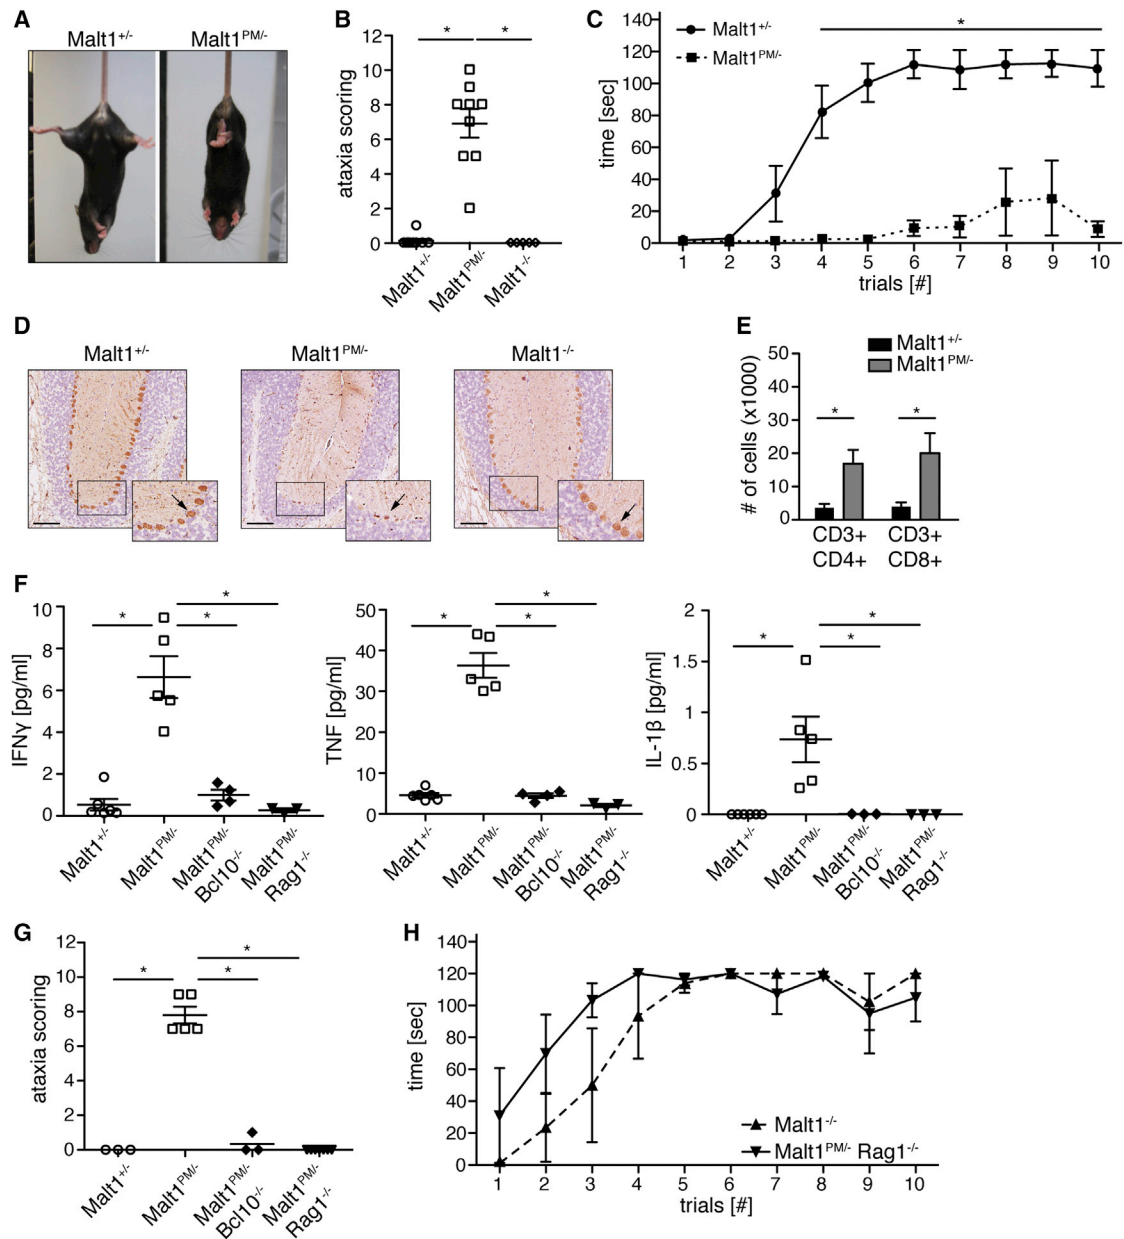 A
Malt1+/-
Malt1PM/-
B
ataxia scoring
12
10
8
6
4
2
0
*
*
Malt1+/-
Malt1PM/-
Malt1-/-
C
time [sec]
140
120
100
80
60
40
20
0
Malt1+/-
Malt1PM/-
*
1 2 3 4 5 6 7 8 9 10
trials [#]
D
Malt1+/-
Malt1PM/-
Malt1-/-
E
Malt1+/-
Malt1PM/-
# of cells (x1000)
50
40
30
20
10
0
*
*
CD3+ CD3+
CD4+ CD8+
F
IFNγ [pg/ml]
10
8
6
4
2
0
*
*
*
Malt1+/-
Malt1PM/-
Malt1PM/-
Bcl10-/-
Malt1PM/-
Rag1-/-
TNF [pg/ml]
50
40
30
20
10
0
*
*
*
Malt1+/-
Malt1PM/-
Malt1PM/-
Bcl10-/-
Malt1PM/-
Rag1-/-
IL-1β [pg/ml]
2
1.5
1
0.5
0
*
*
*
Malt1+/-
Malt1PM/-
Malt1PM/-
Bcl10-/-
Malt1PM/-
Rag1-/-
G
ataxia scoring
12
10
8
6
4
2
0
*
*
*
Malt1+/-
Malt1PM/-
Malt1PM/-
Bcl10-/-
Malt1PM/-
Rag1-/-
H
time [sec]
140
120
100
80
60
40
20
0
Malt1-/-
Malt1PM/- Rag1-/-
1 2 3 4 5 6 7 8 9 10
trials [#]